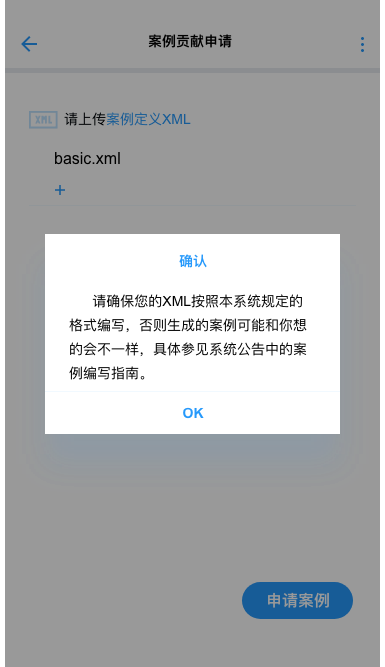 案例贡献申请
XML 请上传案例定义XML
basic.xml
+
确认
请确保您的XML按照本系统规定的
格式编写，否则生成的案例可能和你想
的会不一样，具体参见系统公告中的案
例编写指南。
OK
申请案例